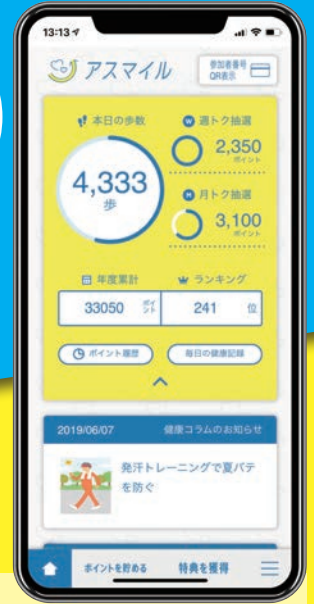 13:13
アスマイル
参加者番号
QR表示
本日の歩数
4,333
歩
W 週トク抽選
2,350
ポイント
M 月トク抽選
3,100
ポイント
年度累計
33050 ポイント
ランキング
241 位
ポイント履歴
毎日の健康記録
2019/06/07 健康コラムのお知らせ
発汗トレーニングで夏バテ
を防ぐ
ポイントを貯める
特典を獲得